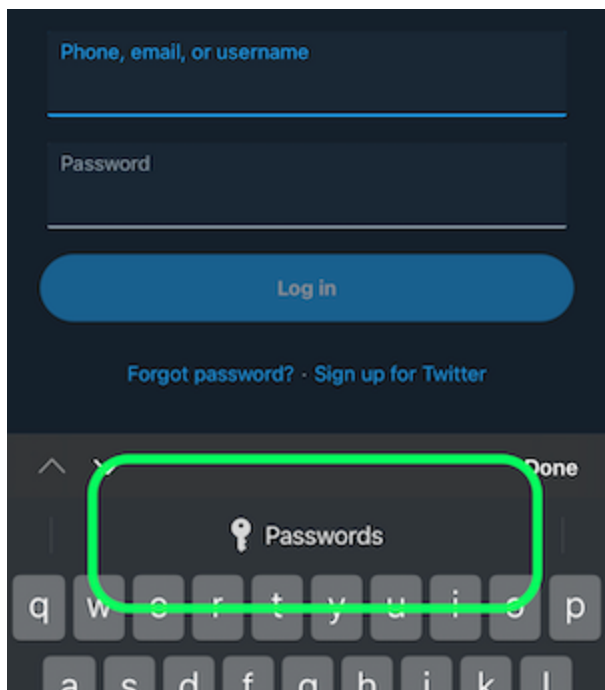 Phone, email, or username
Password
Log in
Forgot password? · Sign up for Twitter
Done
Passwords
q w e r t y u i o p
a s d f g h j k l